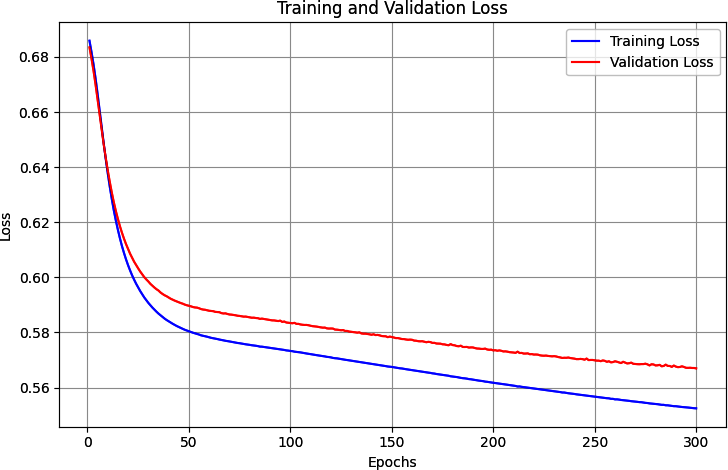 Training and Validation Loss
Training Loss
Validation Loss
Loss
0.68
0.66
0.64
0.62
0.60
0.58
0.56
0 50 100 150 200 250 300
Epochs